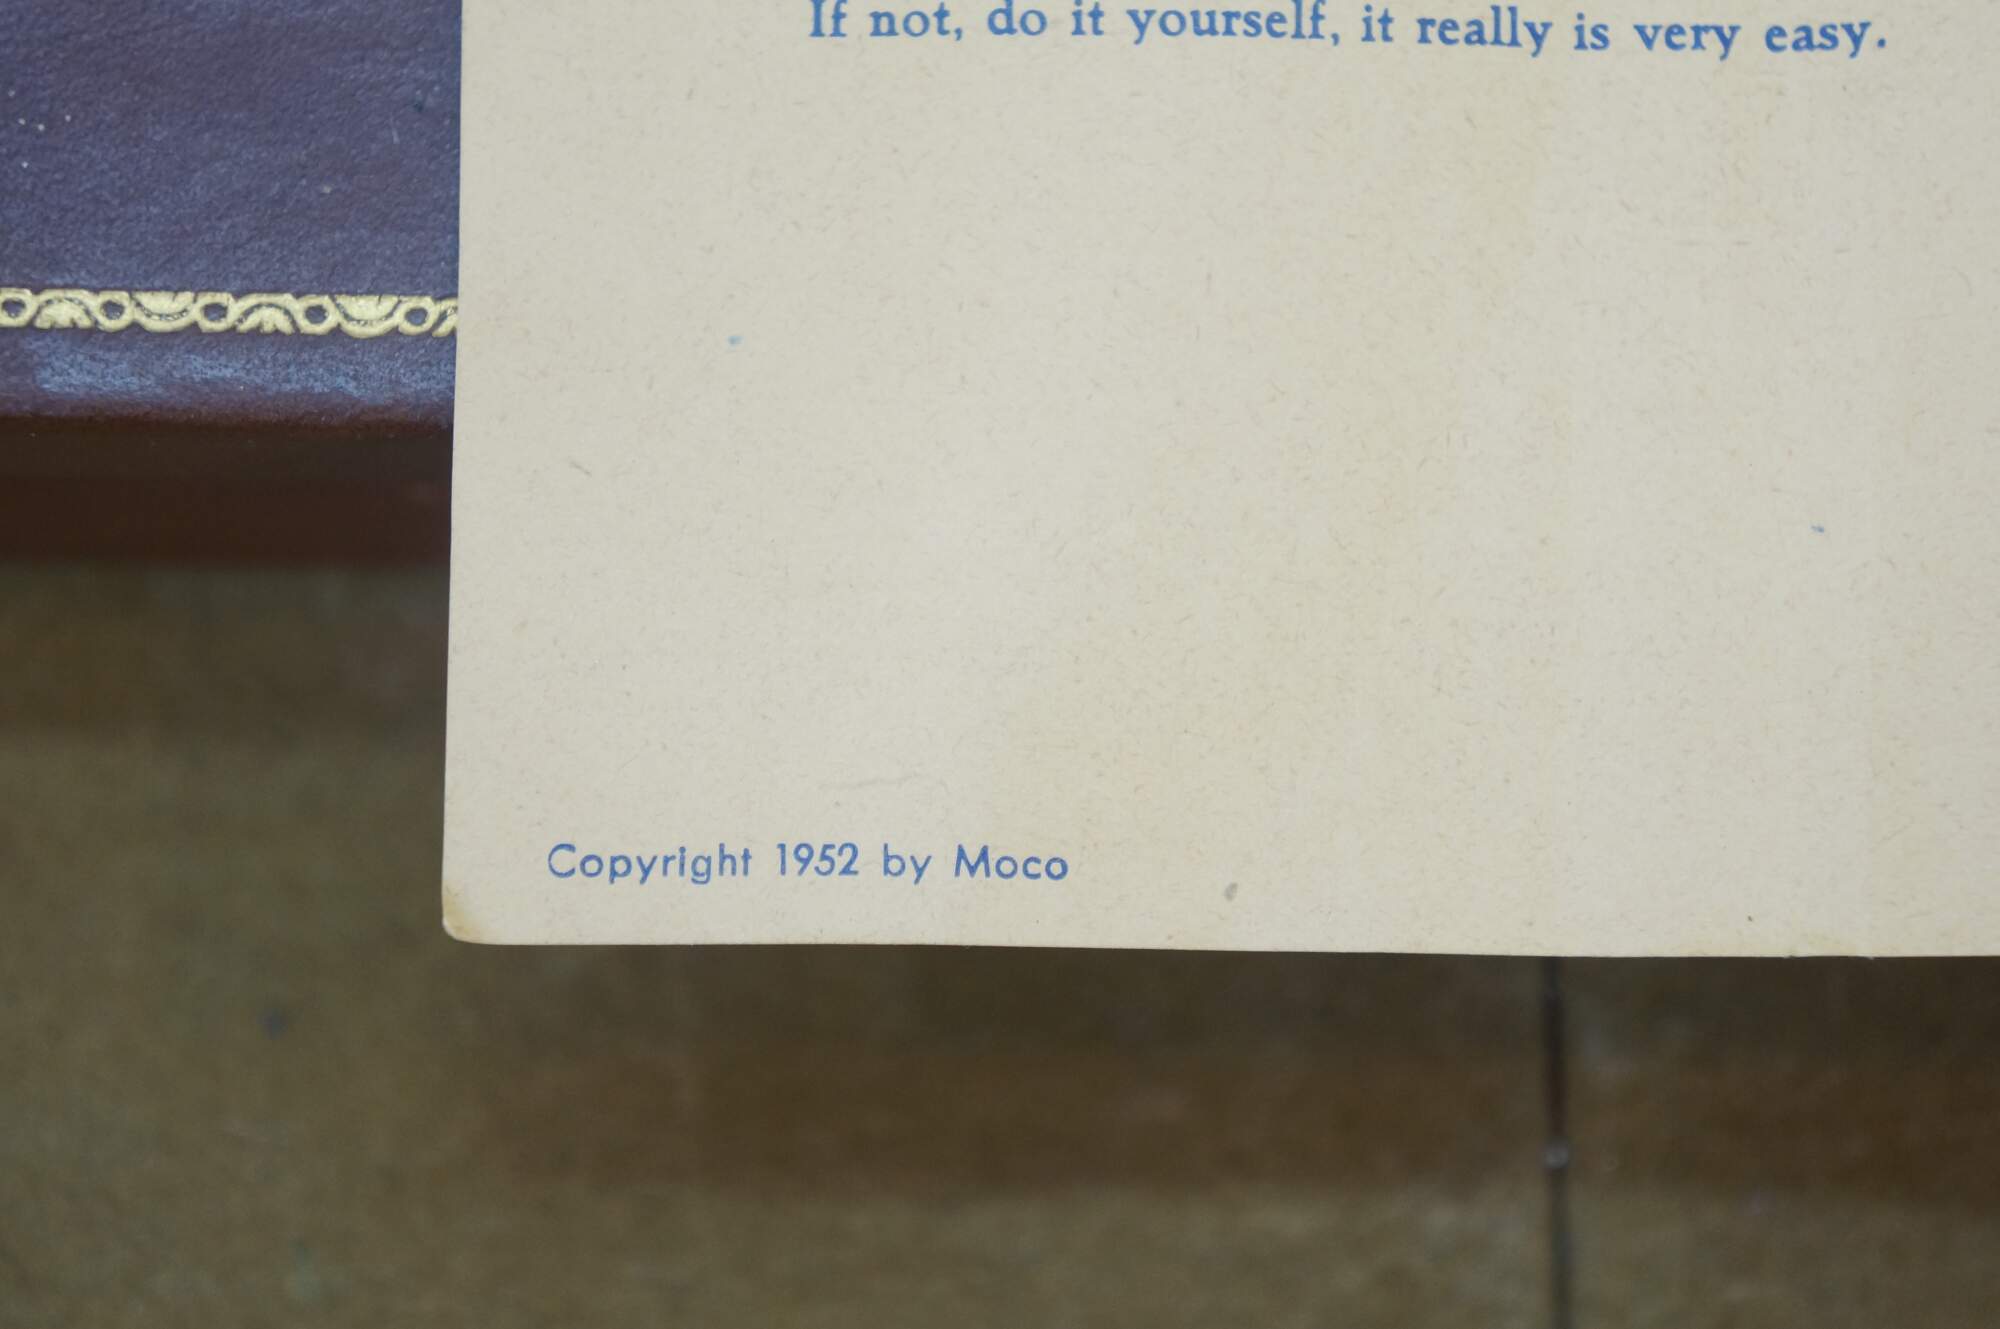 If not, do it yourself, it really is very easy.
Copyright 1952 by Moco